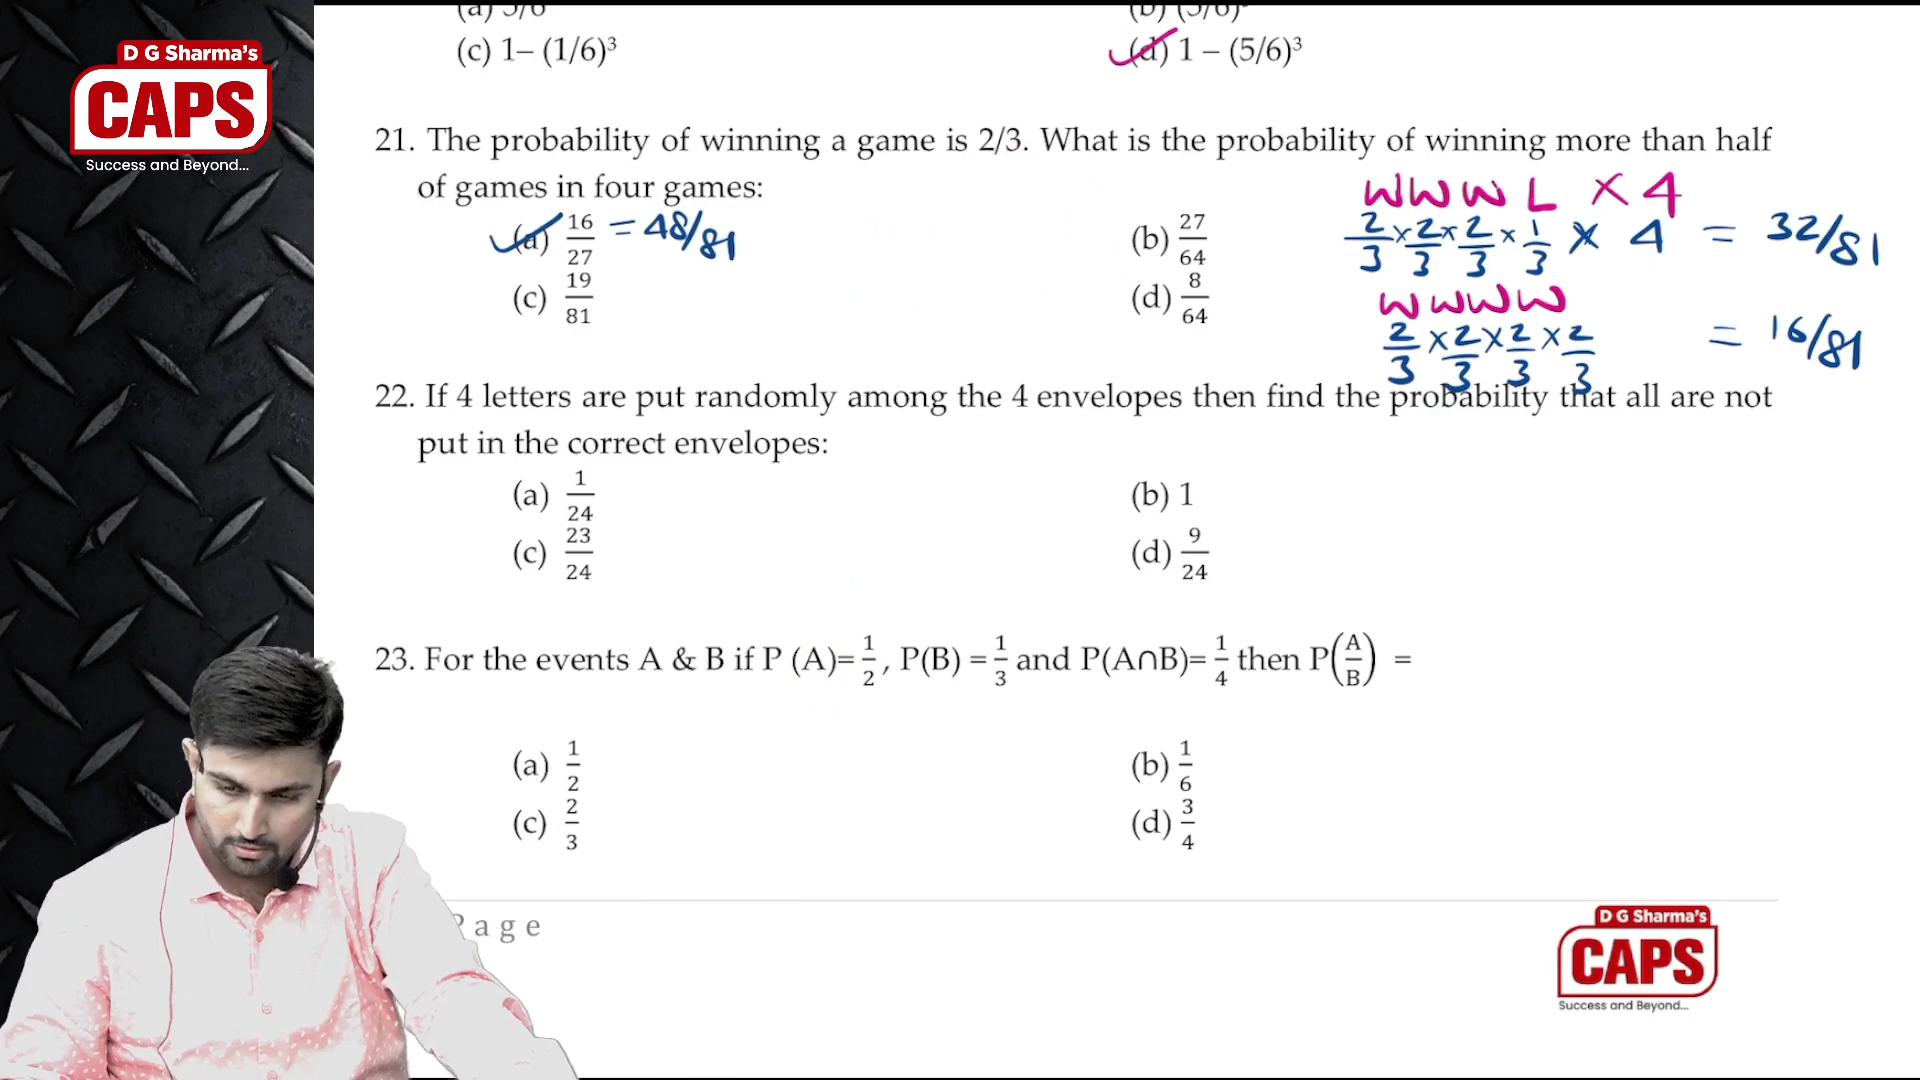 (a) 5/6 (b) (5/6)³
D G Sharma's
CAPS
Success and Beyond...
(c) 1– (1/6)³ (d) 1 – (5/6)³
21. The probability of winning a game is 2/3. What is the probability of winning more than half
of games in four games:
W W W L × 4
(a) 16/27 = 48/81 (b) 27/64
2/3 × 2/3 × 2/3 × 1/3 × 4 = 32/81
(c) 19/81 (d) 8/64
W W W W
2/3 × 2/3 × 2/3 × 2/3 = 16/81
22. If 4 letters are put randomly among the 4 envelopes then find the probability that all are not
put in the correct envelopes:
(a) 1/24 (b) 1
(c) 23/24 (d) 9/24
23. For the events A & B if P (A)= 1/2, P(B) = 1/3 and P(A∩B)= 1/4 then P(A/B) =
(a) 1/2 (b) 1/6
(c) 2/3 (d) 3/4
age
D G Sharma's
CAPS
Success and Beyond...